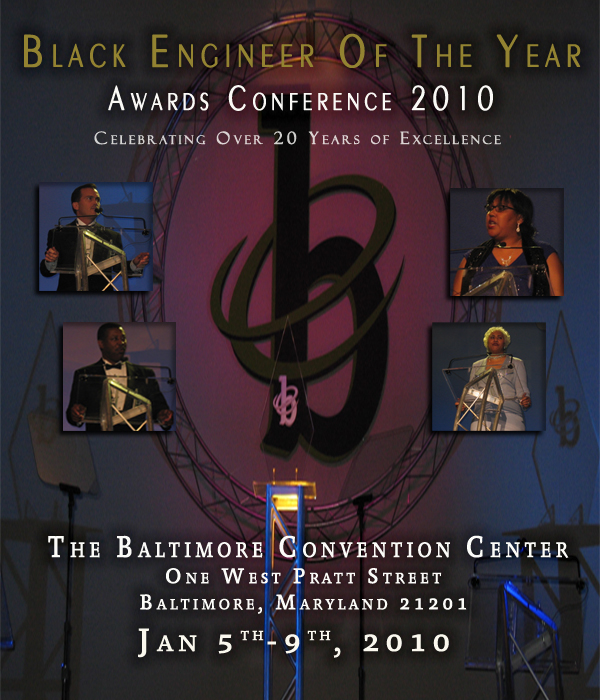 Black Engineer Of The Year
Awards Conference 2010
Celebrating Over 20 Years of Excellence
The Baltimore Convention Center
One West Pratt Street
Baltimore, Maryland 21201
Jan 5th-9th, 2010